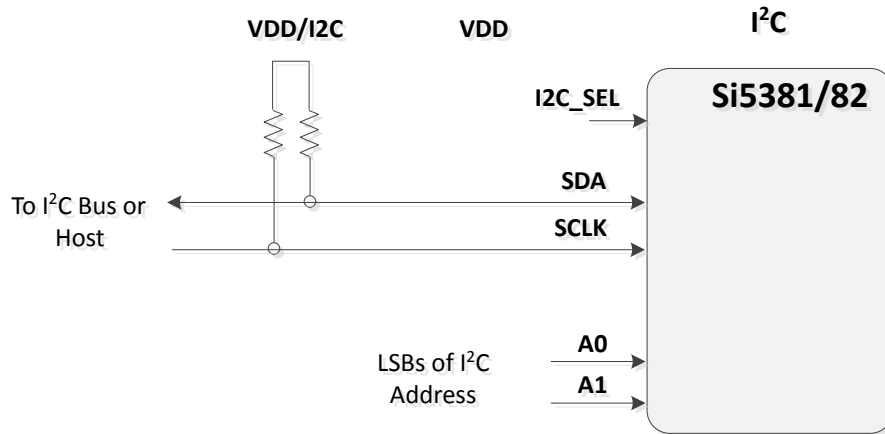 I²C
VDD/I2C
VDD
Si5381/82
I2C_SEL
SDA
To I²C Bus or
Host
SCLK
A0
LSBs of I²C
Address
A1